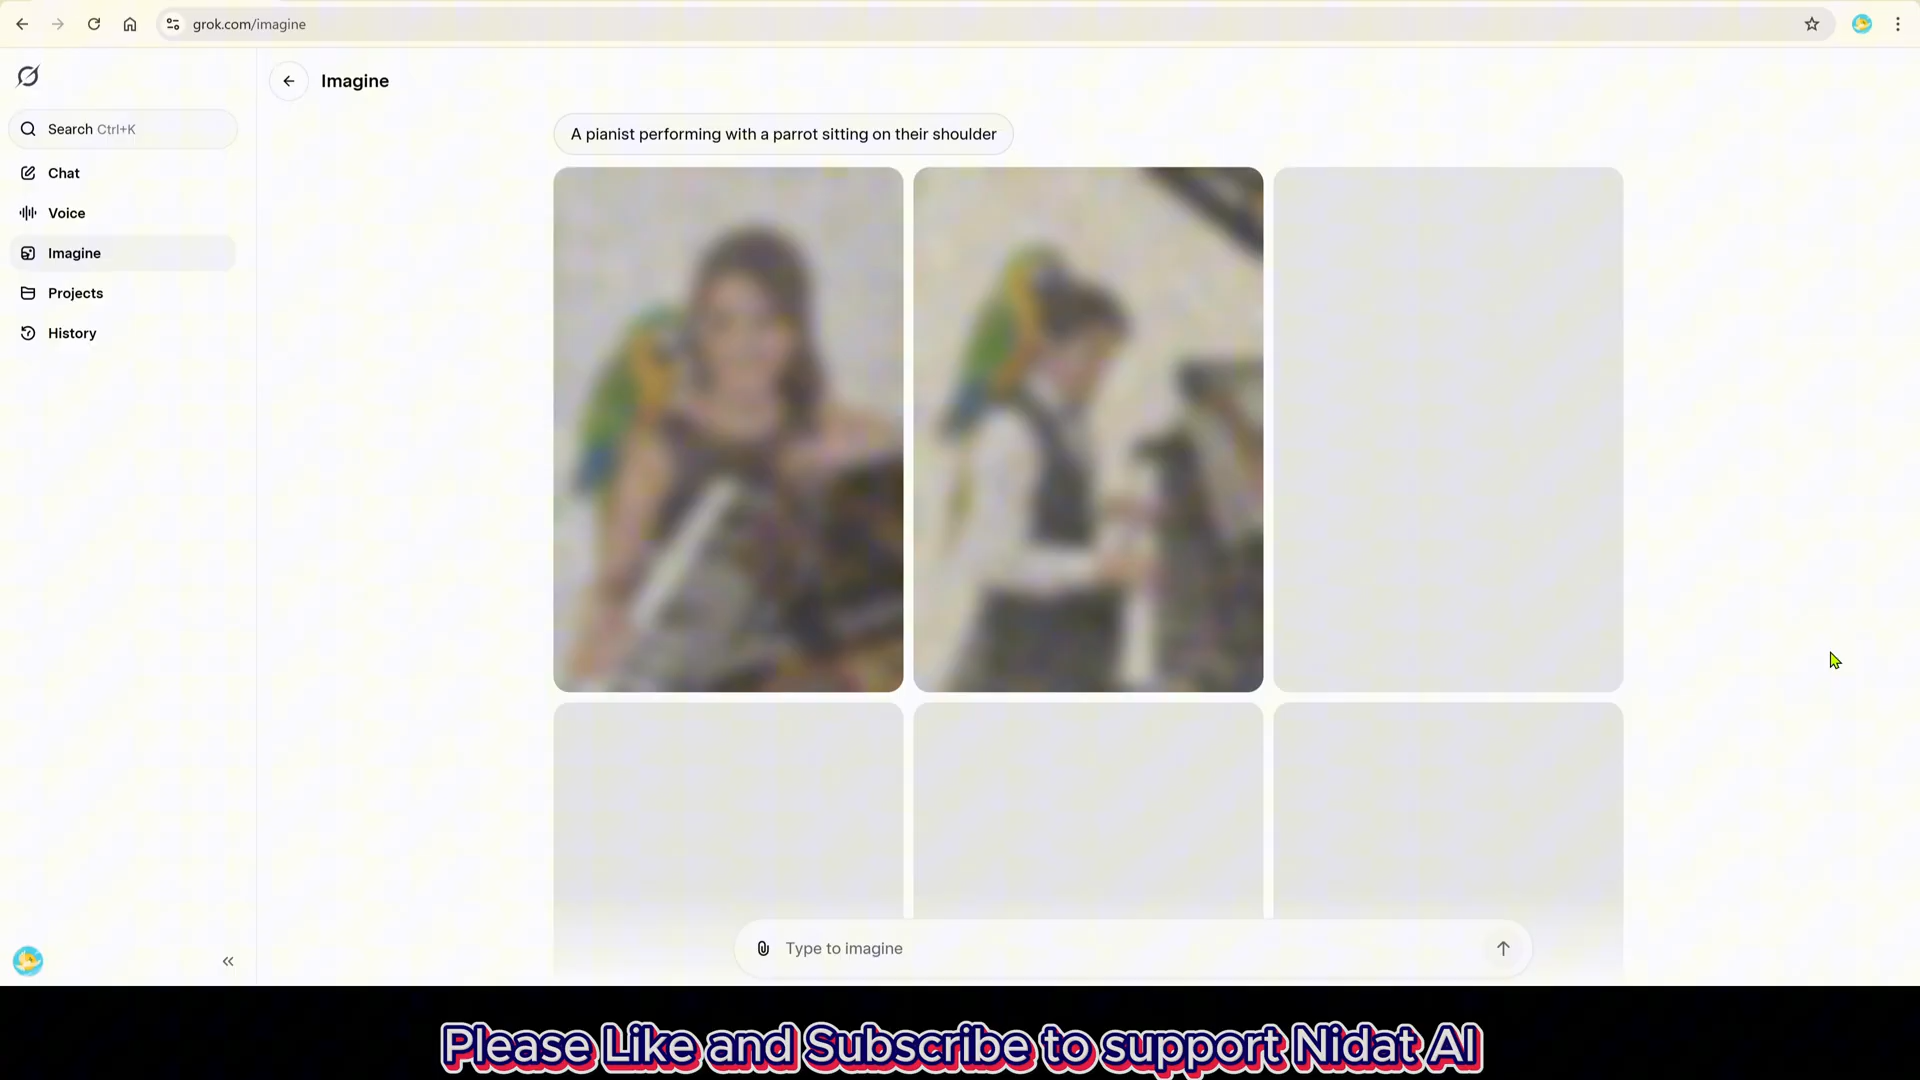 grok.com/imagine
Imagine
Search Ctrl+K
A pianist performing with a parrot sitting on their shoulder
Chat
Voice
Imagine
Projects
History
Type to imagine
Please Like and Subscribe to support Nidat AI